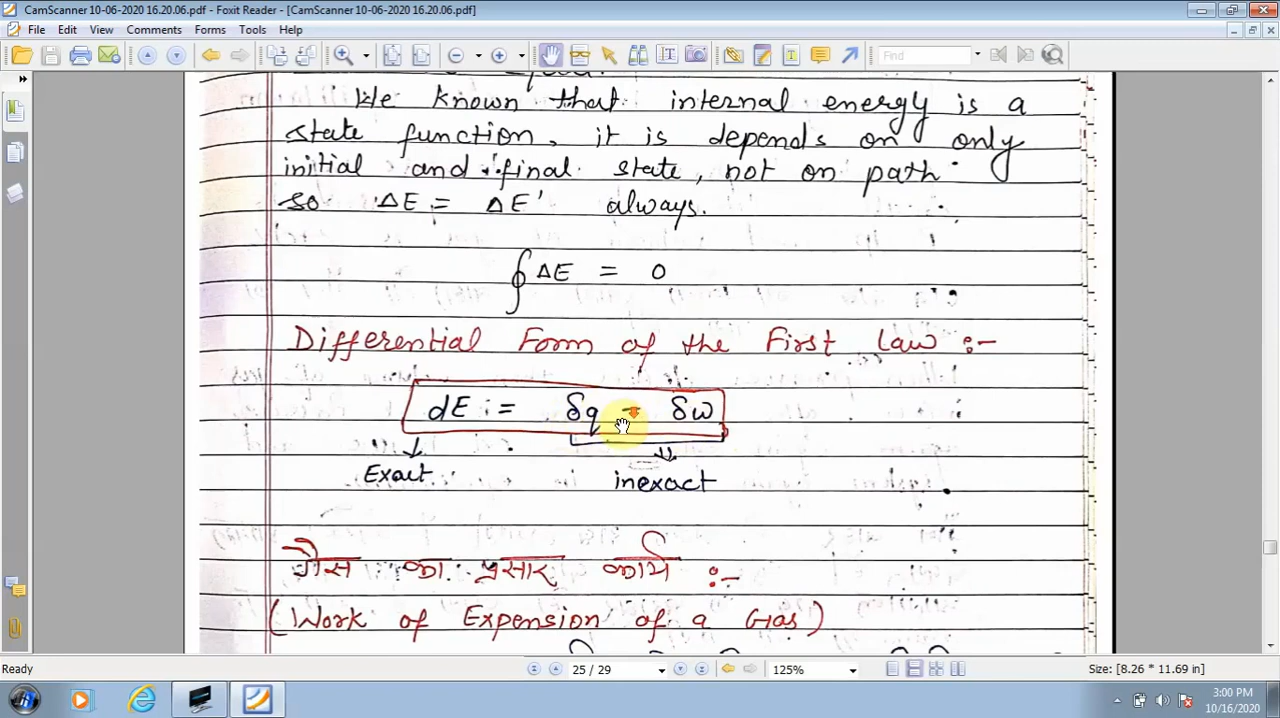 CamScanner 10-06-2020 16.20.06.pdf - Foxit Reader - [CamScanner 10-06-2020 16.20.06.pdf]
File Edit View Comments Forms Tools Help
Find
We known that internal energy is a
state function, it is depends on only
initial and final state, not on path
so ΔE = ΔE' always.
∮ΔE = 0
Differential Form of the First Law :-
dE = δq - δw
Exact
inexact
गैस का प्रसार कार्य :-
(Work of Expension of a Gas)
Ready
25 / 29
125%
Size: [8.26 * 11.69 in]
3:00 PM
10/16/2020